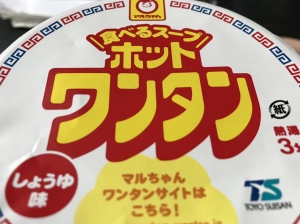 マルちゃん
食べるスープ
ホット
ワンタン
紙
熱湯
3分
しょうゆ
味
マルちゃん
ワンタンサイトは
こちら!
TS
TOYO SUISAN